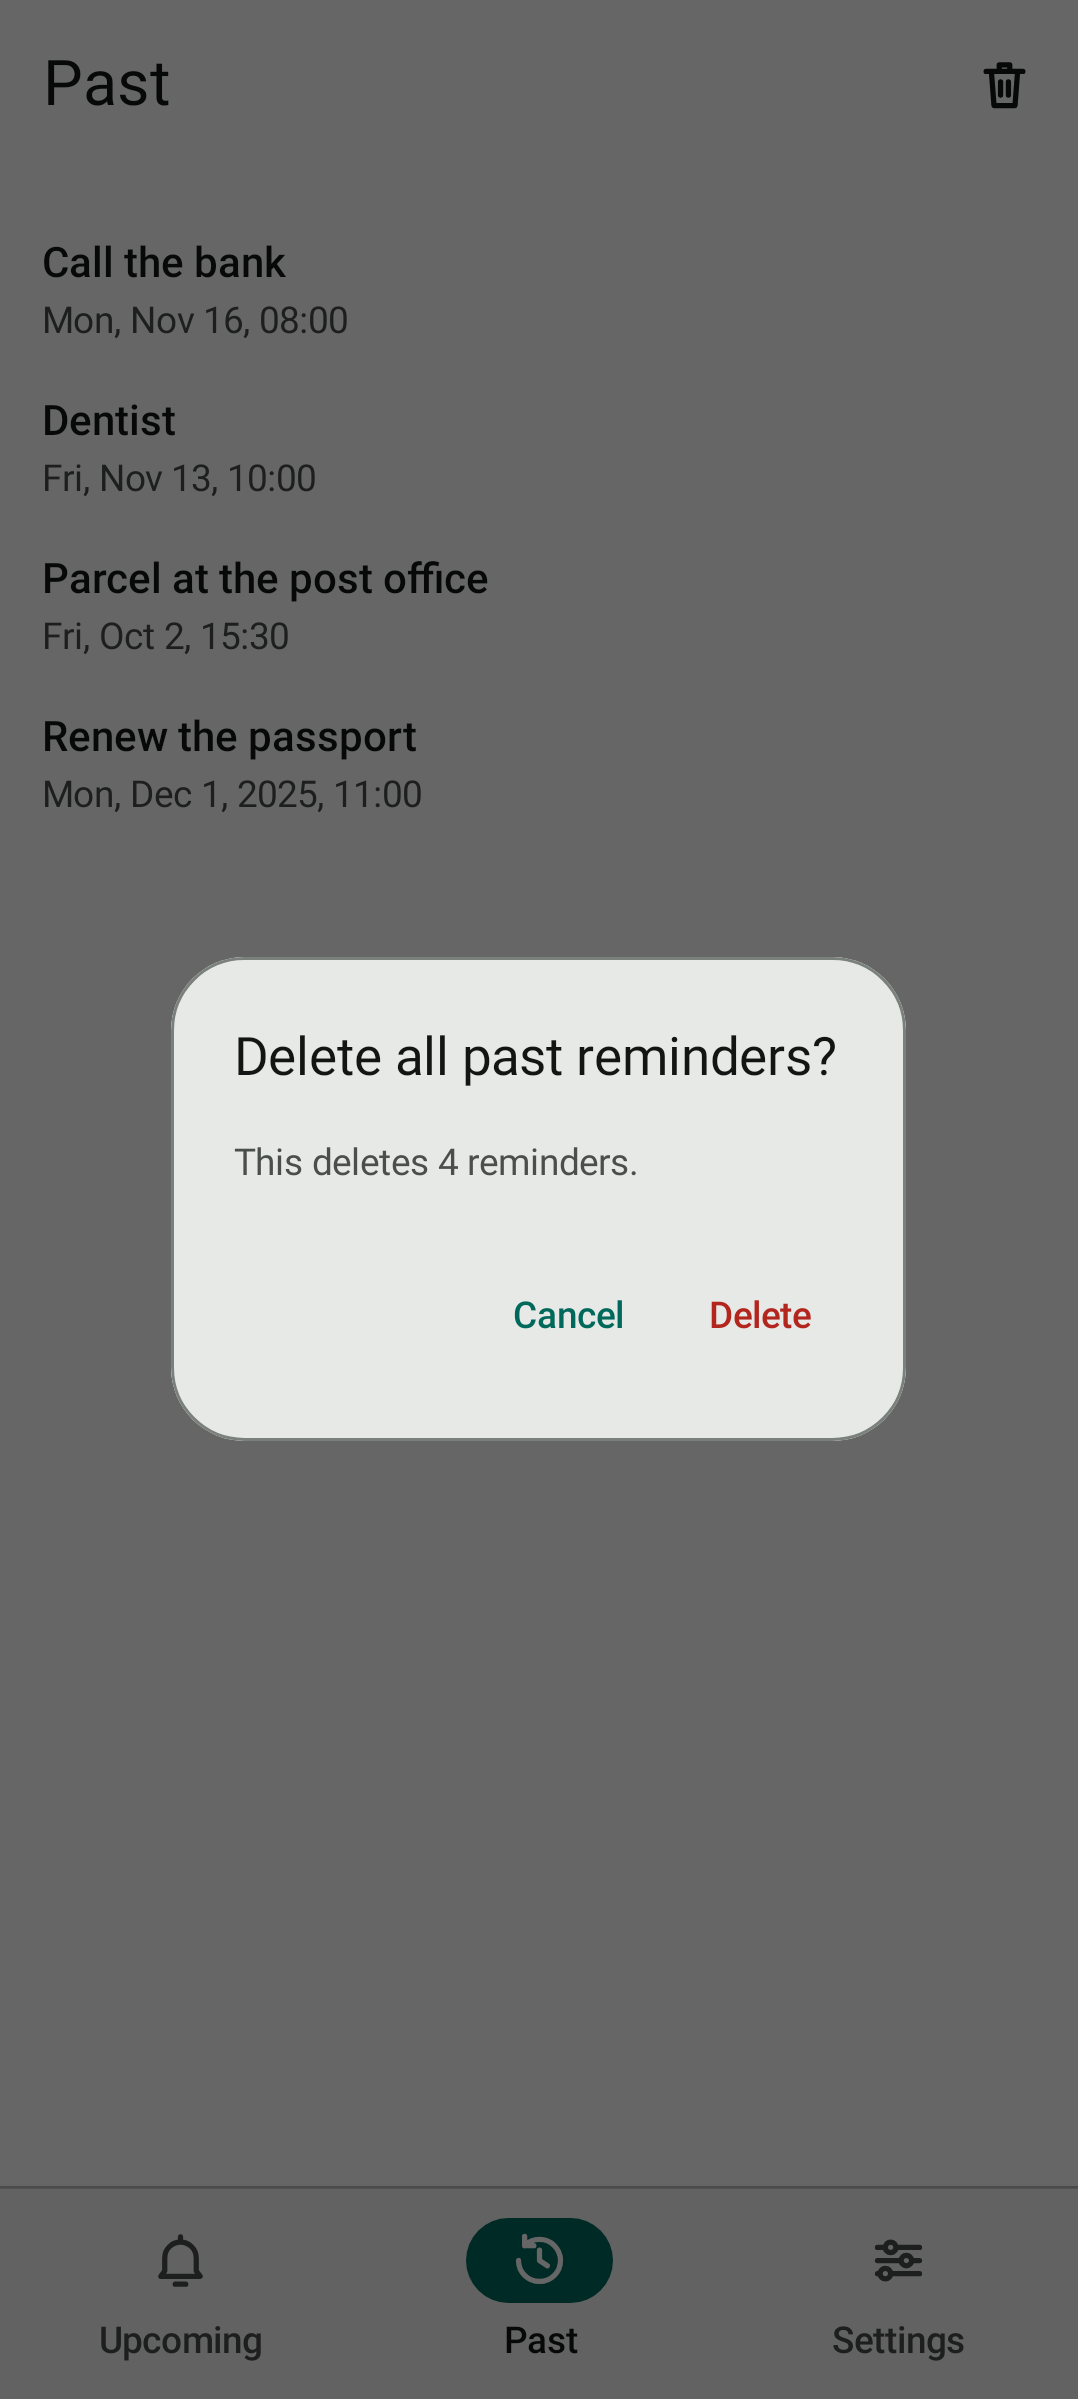 Past
Call the bank
Mon, Nov 16, 08:00
Dentist
Fri, Nov 13, 10:00
Parcel at the post office
Fri, Oct 2, 15:30
Renew the passport
Mon, Dec 1, 2025, 11:00
Delete all past reminders?
This deletes 4 reminders.
Cancel Delete
Upcoming Past Settings